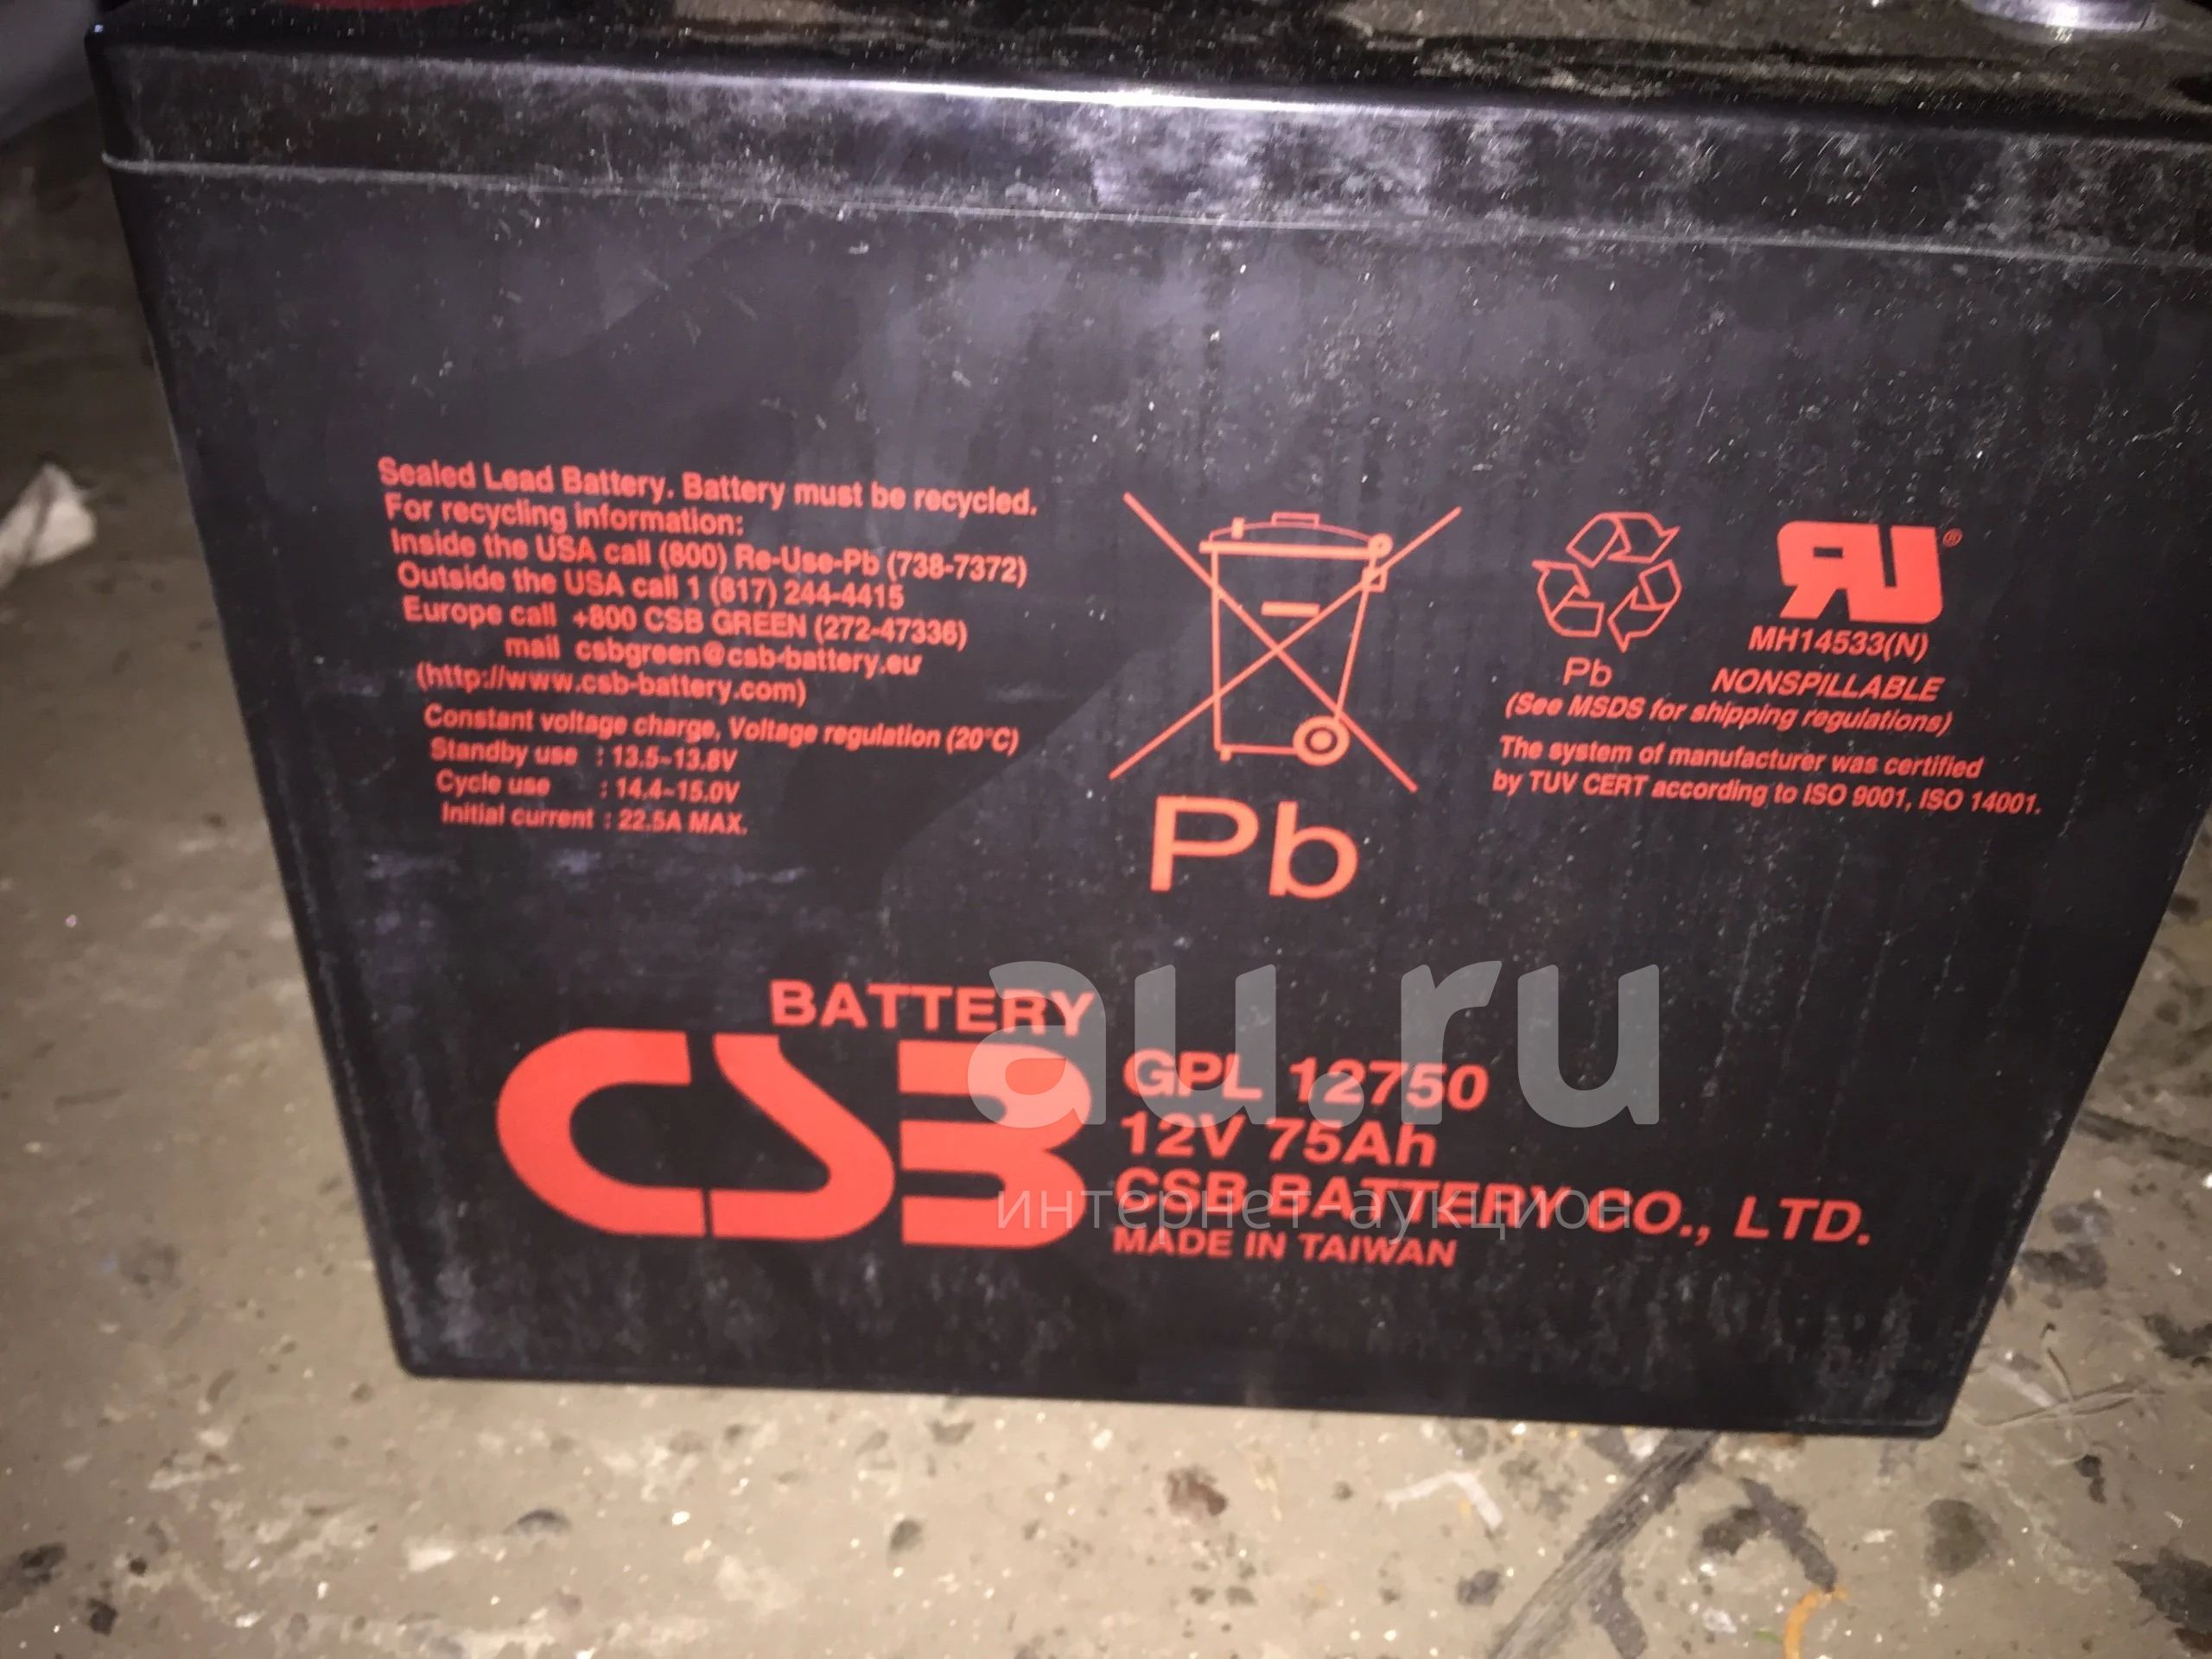 Sealed Lead Battery. Battery must be recycled.
For recycling information:
Inside the USA call (800) Re-Use-Pb (738-7372)
Outside the USA call 1 (817) 244-4415
Europe call +800 CSB GREEN (272-47336)
mail csbgreen@csb-battery.eu
(http://www.csb-battery.com)
Constant voltage charge, Voltage regulation (20°C)
Standby use : 13.5~13.8V
Cycle use : 14.4~15.0V
Initial current : 22.5A MAX.
Pb
Pb
RU®
MH14533(N)
NONSPILLABLE
(See MSDS for shipping regulations)
The system of manufacturer was certified
by TUV CERT according to ISO 9001, ISO 14001.
BATTERY
CSB
GPL 12750
12V 75Ah
CSB BATTERY CO., LTD.
MADE IN TAIWAN
au.ru
интернет-аукцион